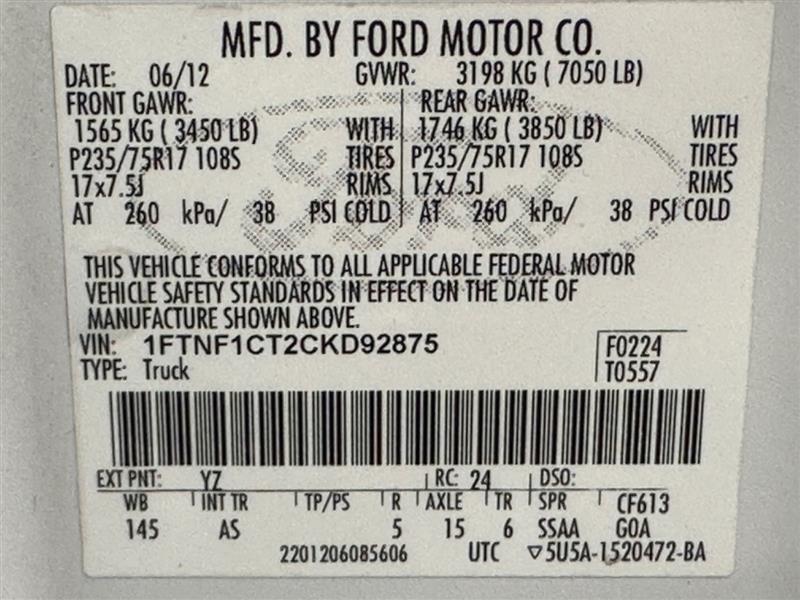 MFD. BY FORD MOTOR CO.
DATE: 06/12 GVWR: 3198 KG ( 7050 LB)
FRONT GAWR: REAR GAWR:
1565 KG ( 3450 LB) WITH 1746 KG ( 3850 LB) WITH
P235/75R17 108S TIRES P235/75R17 108S TIRES
17x7.5J RIMS 17x7.5J RIMS
AT 260 kPa/ 38 PSI COLD AT 260 kPa/ 38 PSI COLD
THIS VEHICLE CONFORMS TO ALL APPLICABLE FEDERAL MOTOR
VEHICLE SAFETY STANDARDS IN EFFECT ON THE DATE OF
MANUFACTURE SHOWN ABOVE.
VIN: 1FTNF1CT2CKD92875 F0224
TYPE: Truck T0557
EXT PNT: YZ RC: 24 DSO:
WB INT TR TP/PS R AXLE TR SPR CF613
145 AS 5 15 6 SSAA GOA
2201206085606 UTC ▽5U5A-1520472-BA
Ford